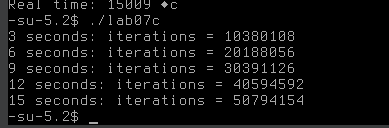 Real time: 15009 �c
-su-5.2$ ./lab07c
3 seconds: iterations = 10380108
6 seconds: iterations = 20188056
9 seconds: iterations = 30391126
12 seconds: iterations = 40594592
15 seconds: iterations = 50794154
-su-5.2$ _